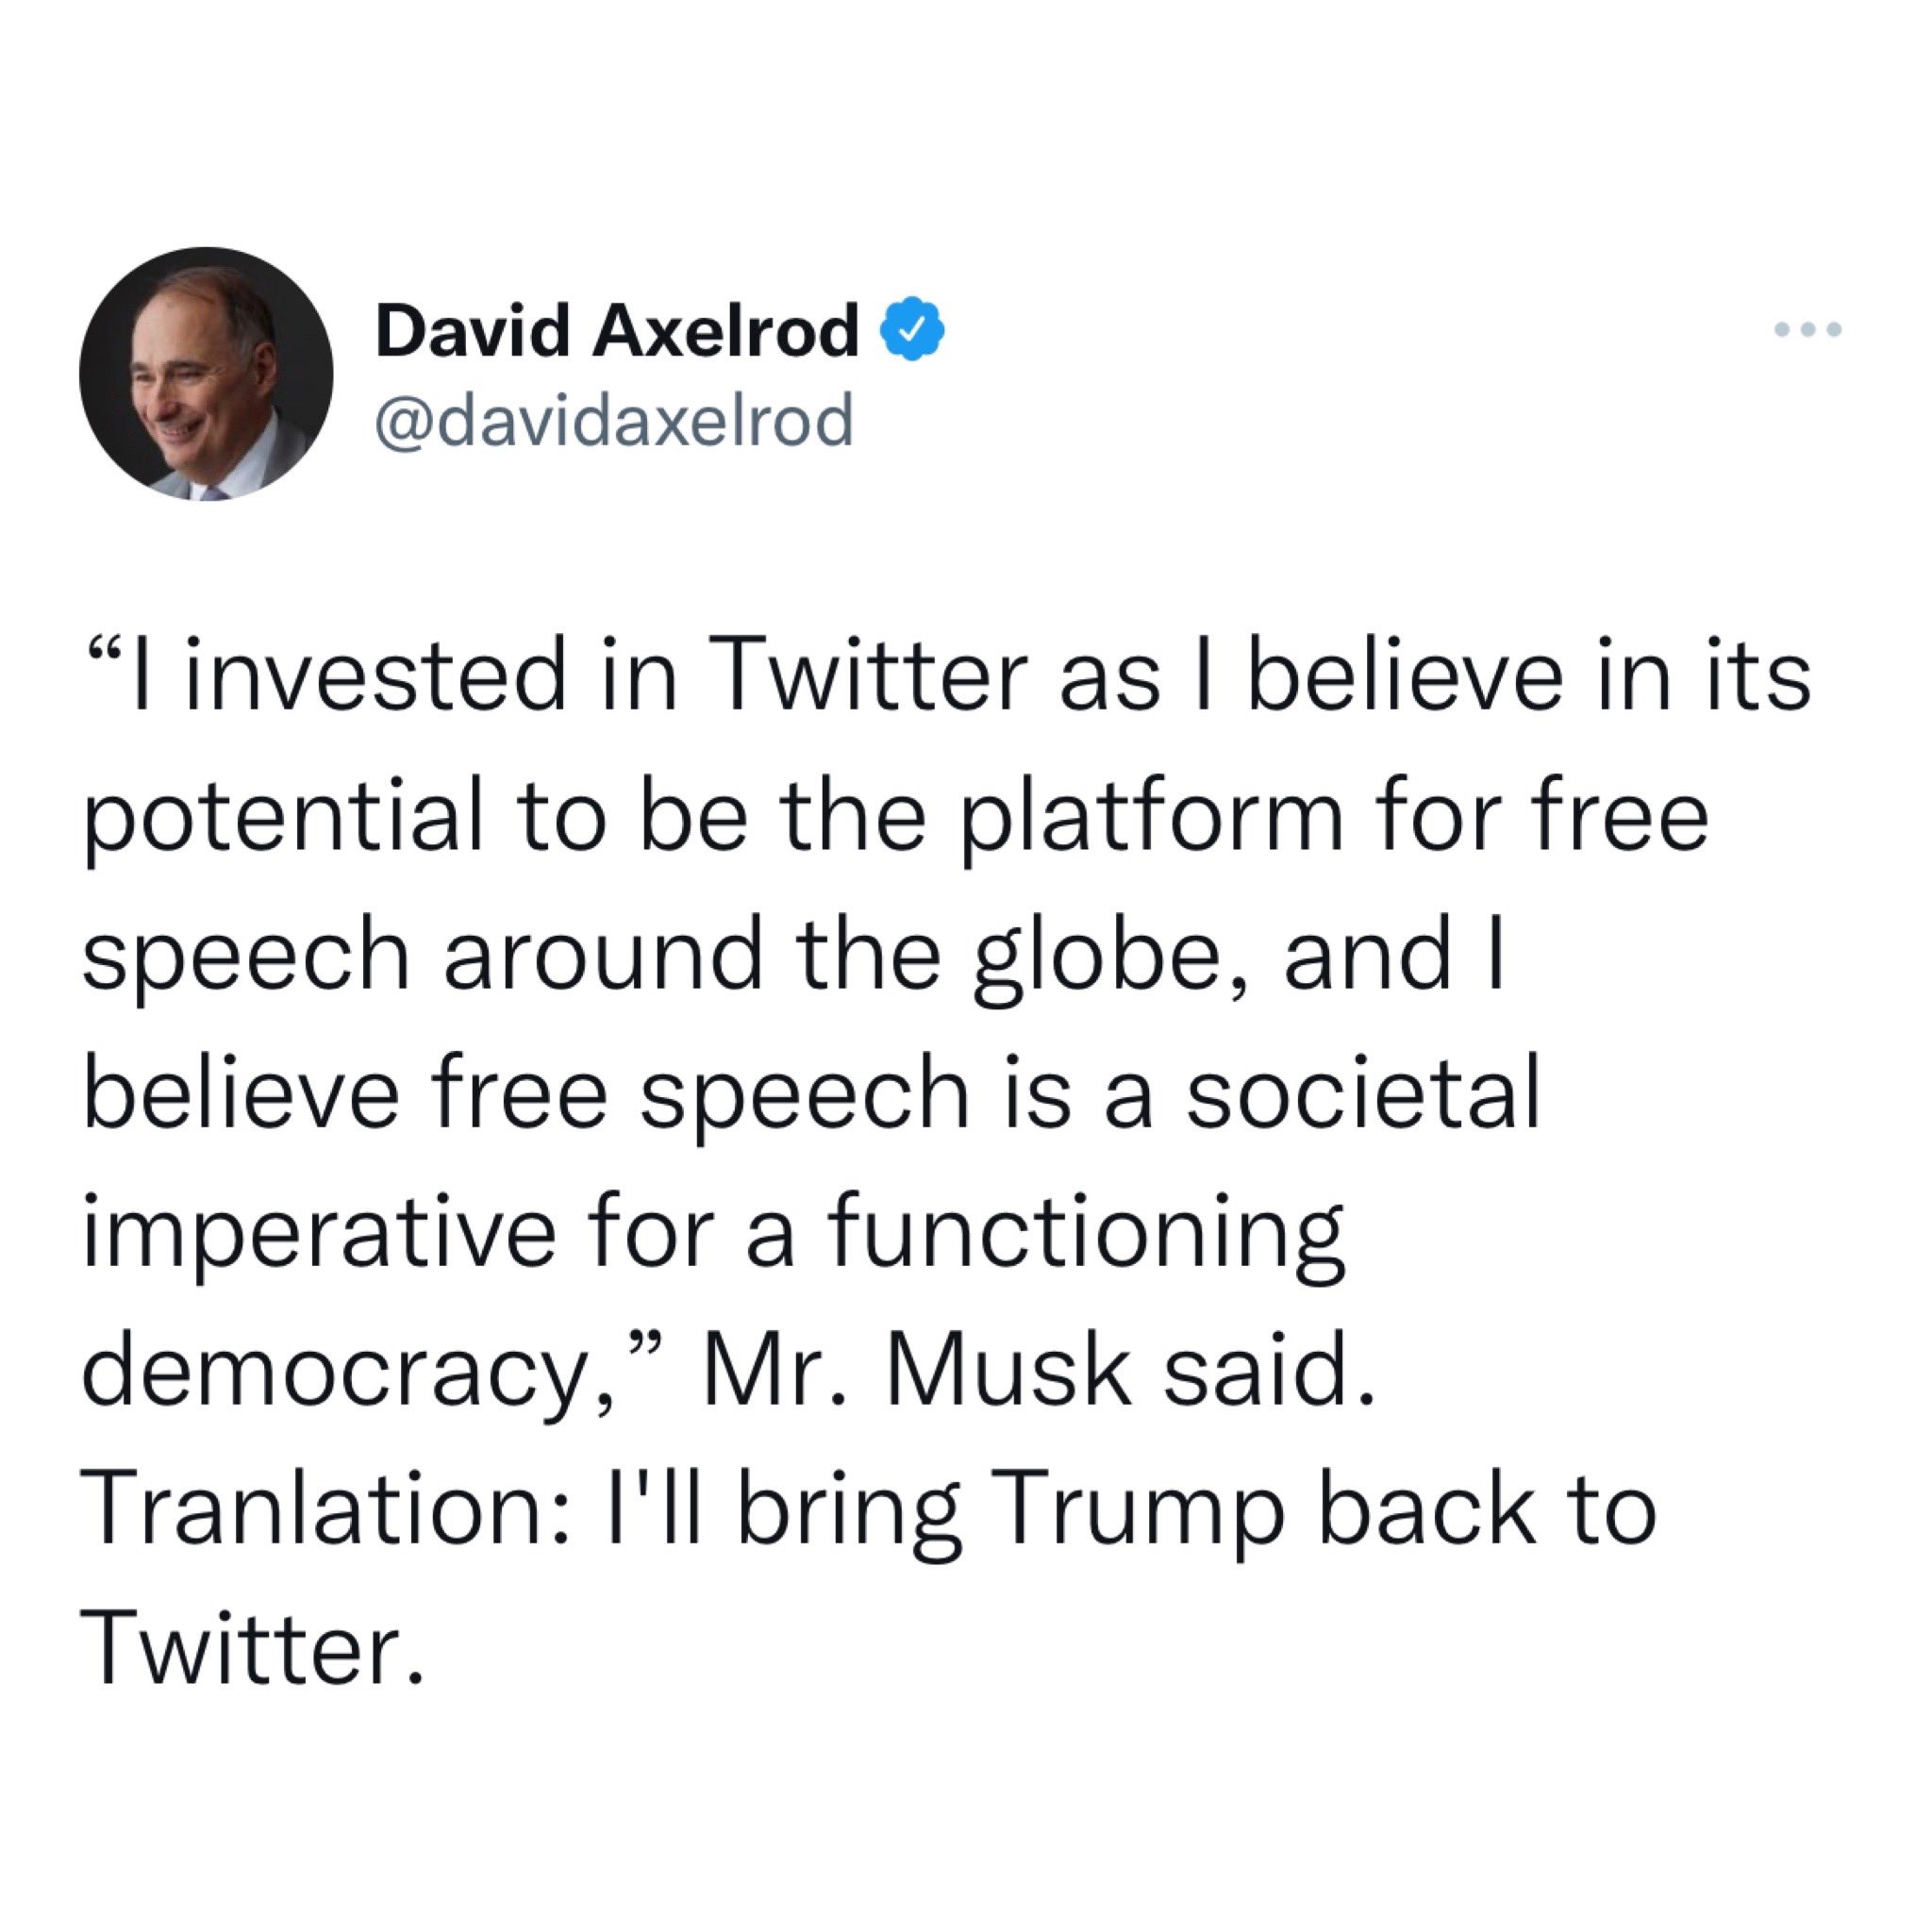 David Axelrod
@davidaxelrod
“I invested in Twitter as I believe in its
potential to be the platform for free
speech around the globe, and I
believe free speech is a societal
imperative for a functioning
democracy,” Mr. Musk said.
Tranlation: I'll bring Trump back to
Twitter.